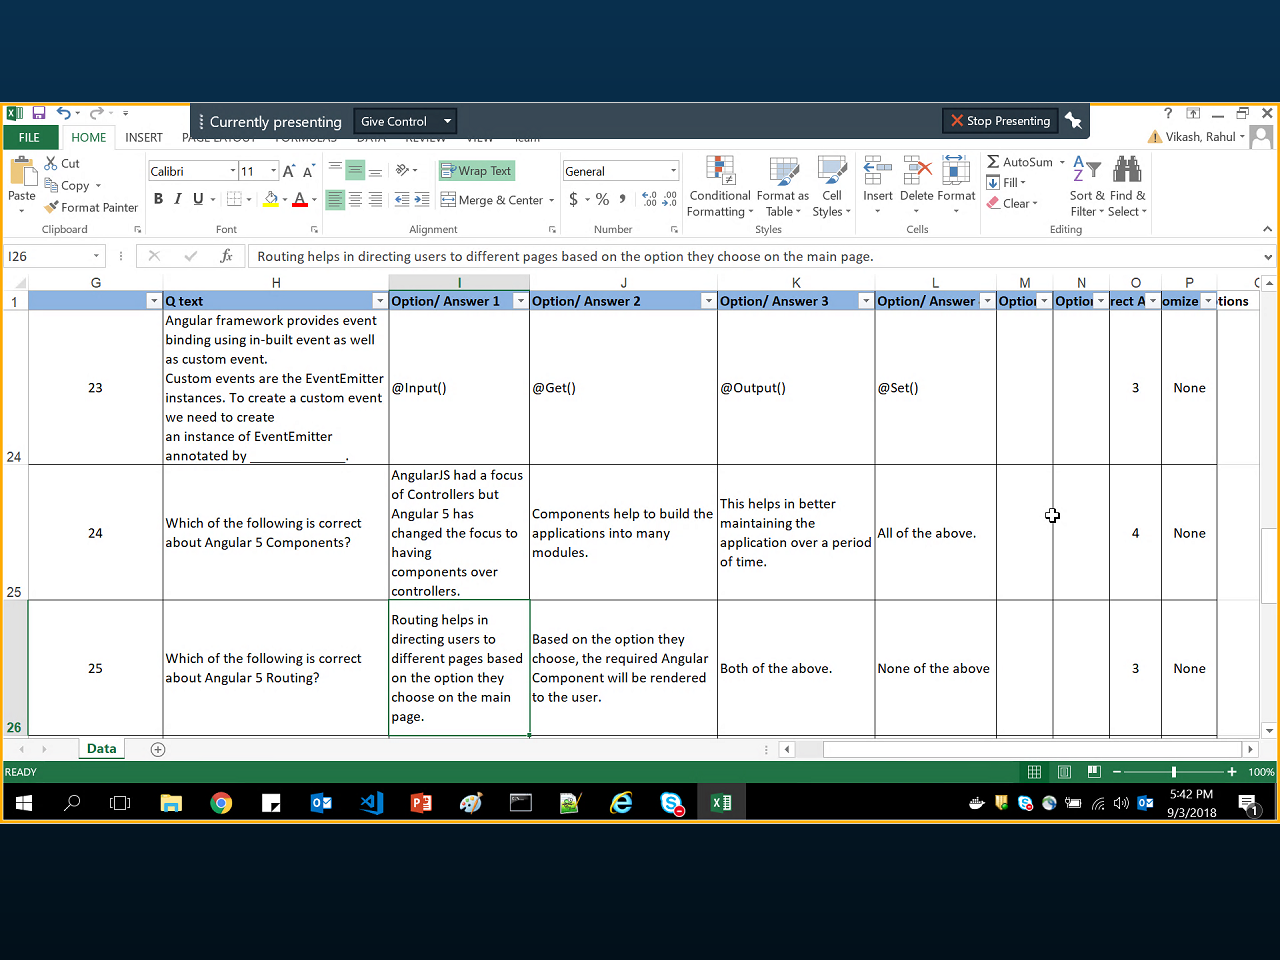 Currently presenting
Give Control
Stop Presenting
?
FILE
HOME
INSERT
Vikash, Rahul
Cut
Copy
Format Painter
Paste
Clipboard
Calibri
11
A A
B I U
A
Font
Wrap Text
Merge & Center
Alignment
General
$ % ,
Number
Conditional Formatting
Format as Table
Cell Styles
Styles
Insert
Delete
Format
Cells
AutoSum
Fill
Clear
Sort & Filter
Find & Select
Editing
I26
fx
Routing helps in directing users to different pages based on the option they choose on the main page.
G H I J K L M N O P
1
Q text
Option/ Answer 1
Option/ Answer 2
Option/ Answer 3
Option/ Answer
Option
Option
rect A
omize
tions
23
Angular framework provides event
binding using in-built event as well
as custom event.
Custom events are the EventEmitter
instances. To create a custom event
we need to create
an instance of EventEmitter
annotated by ______________.
@Input()
@Get()
@Output()
@Set()
3
None
24
24
Which of the following is correct
about Angular 5 Components?
AngularJS had a focus
of Controllers but
Angular 5 has
changed the focus to
having
components over
controllers.
Components help to build the
applications into many
modules.
This helps in better
maintaining the
application over a period
of time.
All of the above.
4
None
25
25
Which of the following is correct
about Angular 5 Routing?
Routing helps in
directing users to
different pages based
on the option they
choose on the main
page.
Based on the option they
choose, the required Angular
Component will be rendered
to the user.
Both of the above.
None of the above
3
None
26
Data
READY
100%
5:42 PM
9/3/2018
1